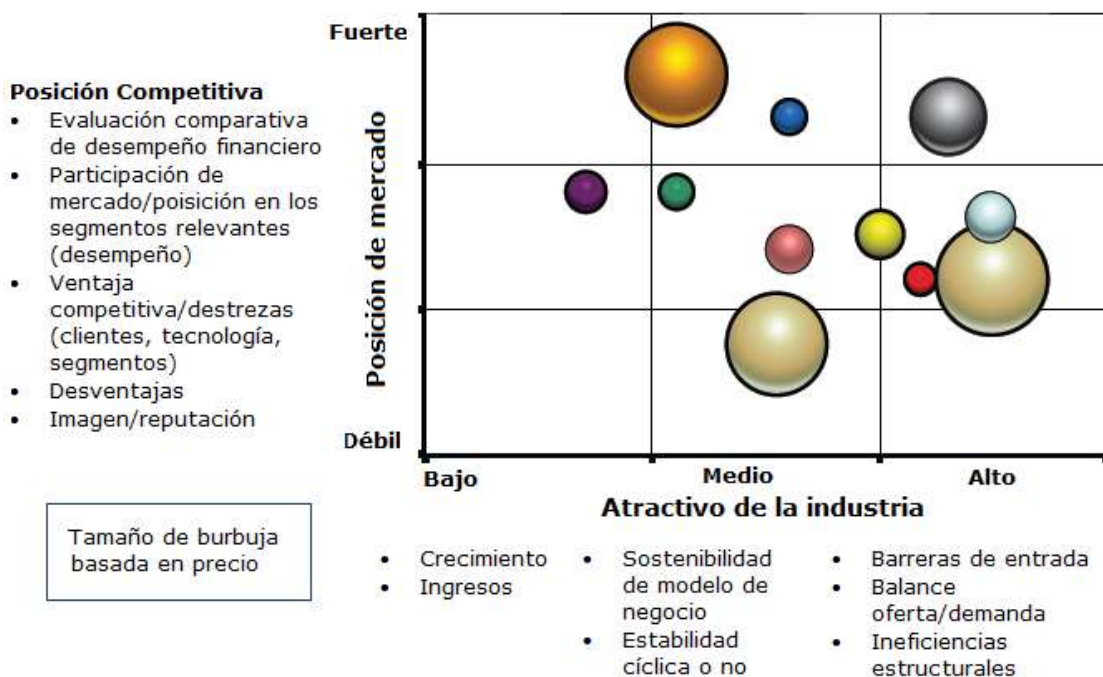 Posición Competitiva
• Evaluación comparativa
de desempeño financiero
• Participación de
mercado/poisición en los
segmentos relevantes
(desempeño)
• Ventaja
competitiva/destrezas
(clientes, tecnología,
segmentos)
• Desventajas
• Imagen/reputación
Tamaño de burbuja
basada en precio
Fuerte
Posición de mercado
Débil
Bajo
Medio
Alto
Atractivo de la industria
• Crecimiento
• Ingresos
• Sostenibilidad
de modelo de
negocio
• Estabilidad
cíclica o no
• Barreras de entrada
• Balance
oferta/demanda
• Ineficiencias
estructurales